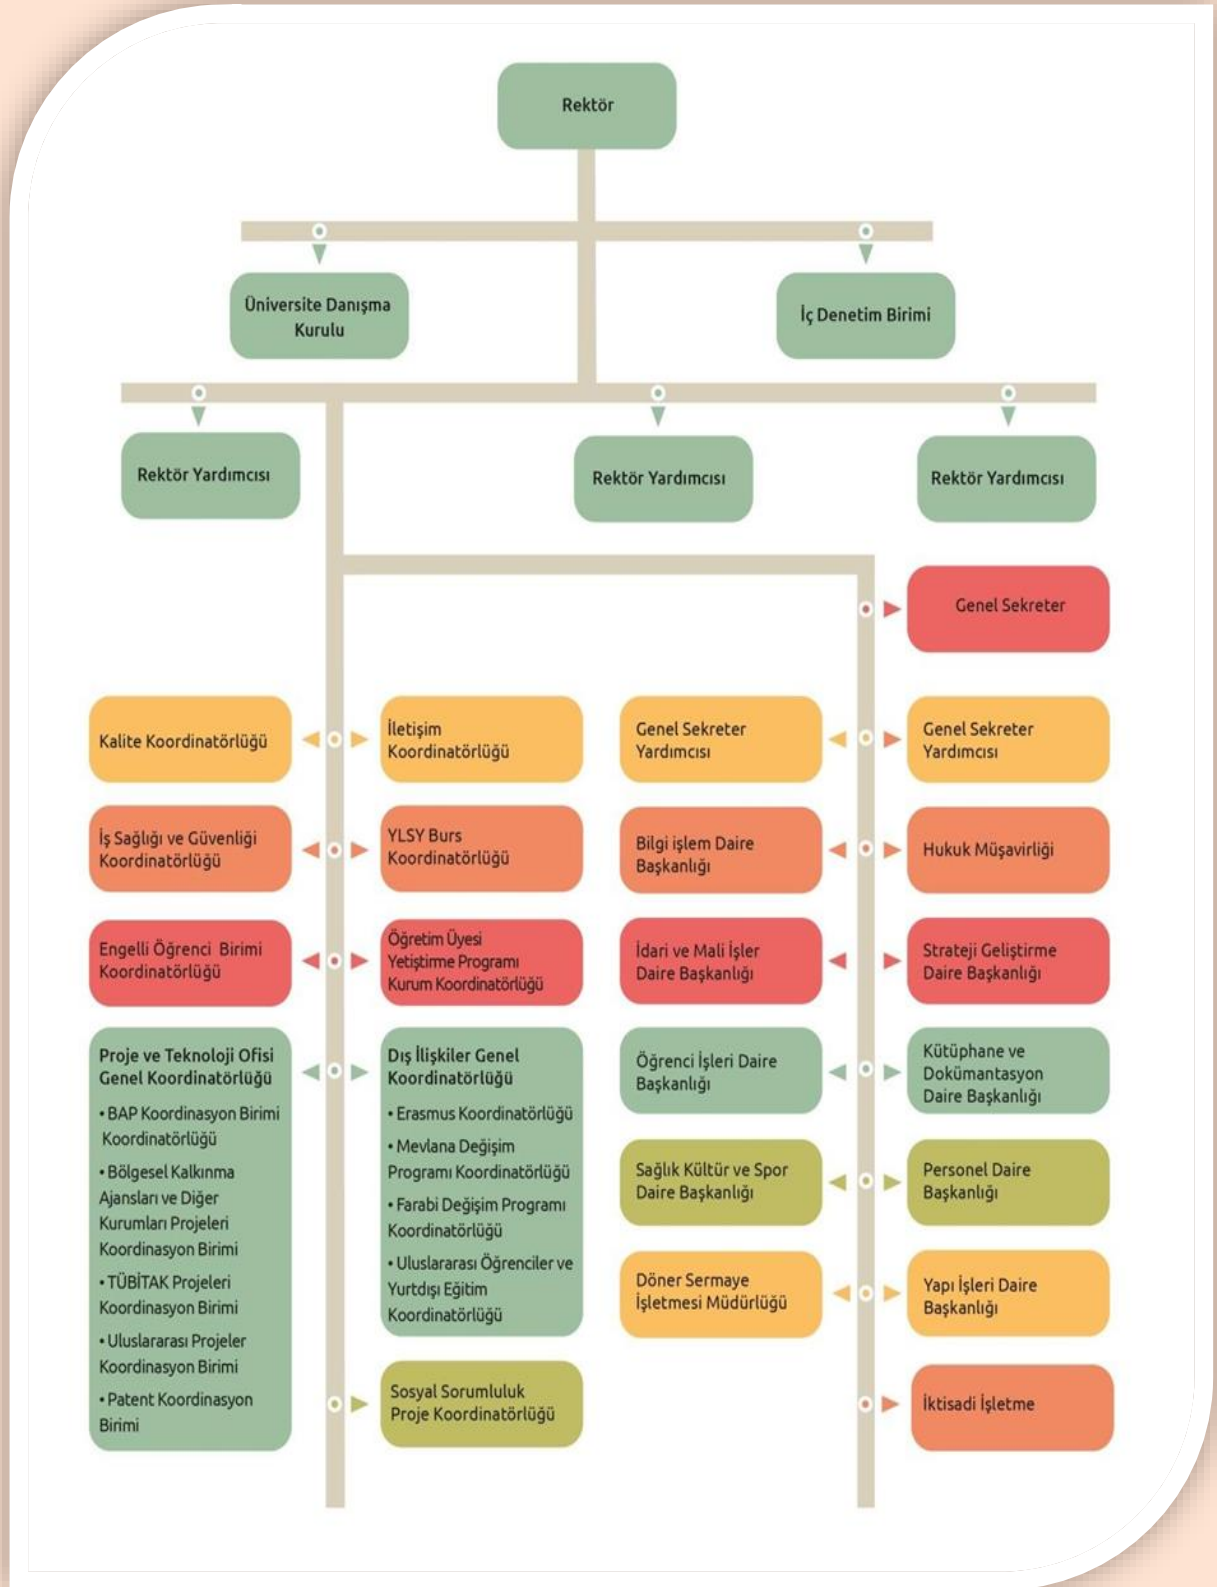 Rektör
Üniversite Danışma
Kurulu
İç Denetim Birimi
Rektör Yardımcısı
Rektör Yardımcısı
Rektör Yardımcısı
Genel Sekreter
Kalite Koordinatörlüğü
İletişim
Koordinatörlüğü
Genel Sekreter
Yardımcısı
Genel Sekreter
Yardımcısı
İş Sağlığı ve Güvenliği
Koordinatörlüğü
YLSY Burs
Koordinatörlüğü
Bilgi işlem Daire
Başkanlığı
Hukuk Müşavirliği
Engelli Öğrenci Birimi
Koordinatörlüğü
Öğretim Üyesi
Yetiştirme Programı
Kurum Koordinatörlüğü
İdari ve Mali İşler
Daire Başkanlığı
Strateji Geliştirme
Daire Başkanlığı
Proje ve Teknoloji Ofisi
Genel Koordinatörlüğü
• BAP Koordinasyon Birimi
Koordinatörlüğü
• Bölgesel Kalkınma
Ajansları ve Diğer
Kurumları Projeleri
Koordinasyon Birimi
• TÜBİTAK Projeleri
Koordinasyon Birimi
• Uluslararası Projeler
Koordinasyon Birimi
• Patent Koordinasyon
Birimi
Dış İlişkiler Genel
Koordinatörlüğü
• Erasmus Koordinatörlüğü
• Mevlana Değişim
Programı Koordinatörlüğü
• Farabi Değişim Programı
Koordinatörlüğü
• Uluslararası Öğrenciler ve
Yurtdışı Eğitim
Koordinatörlüğü
Öğrenci İşleri Daire
Başkanlığı
Kütüphane ve
Dokümantasyon
Daire Başkanlığı
Sağlık Kültür ve Spor
Daire Başkanlığı
Personel Daire
Başkanlığı
Döner Sermaye
İşletmesi Müdürlüğü
Yapı İşleri Daire
Başkanlığı
Sosyal Sorumluluk
Proje Koordinatörlüğü
İktisadi İşletme